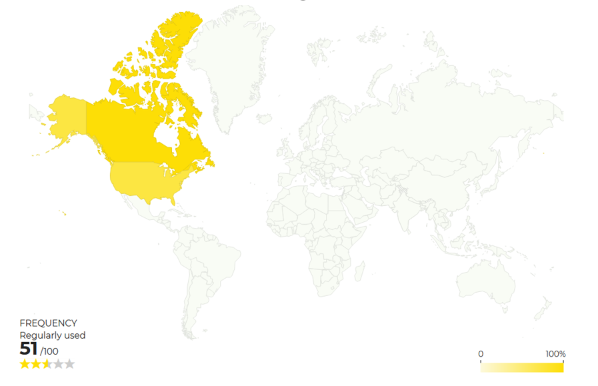 FREQUENCY
Regularly used
51 /100
0 100%